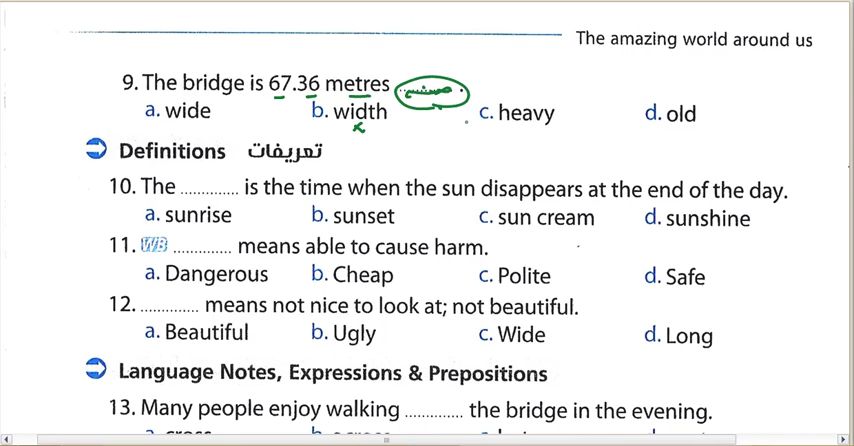 The amazing world around us
9. The bridge is 67.36 metres ..............
a. wide b. width c. heavy d. old
Definitions تعريفات
10. The .............. is the time when the sun disappears at the end of the day.
a. sunrise b. sunset c. sun cream d. sunshine
11. WB .............. means able to cause harm.
a. Dangerous b. Cheap c. Polite d. Safe
12. .............. means not nice to look at; not beautiful.
a. Beautiful b. Ugly c. Wide d. Long
Language Notes, Expressions & Prepositions
13. Many people enjoy walking .............. the bridge in the evening.